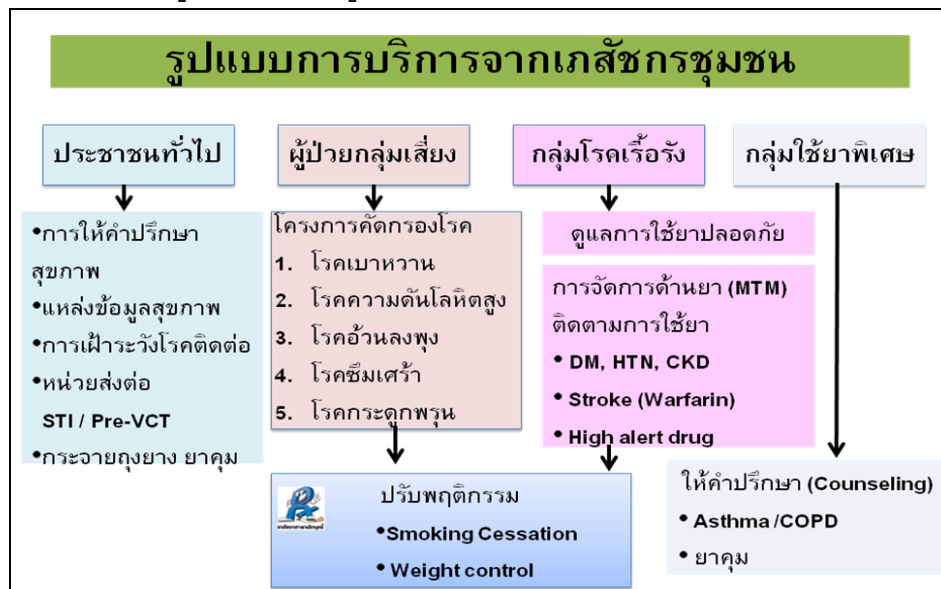 รูปแบบการบริการจากเภสัชกรชุมชน
ประชาชนทั่วไป
•การให้คำปรึกษา
สุขภาพ
•แหล่งข้อมูลสุขภาพ
•การเฝ้าระวังโรคติดต่อ
•หน่วยส่งต่อ
STI / Pre-VCT
•กระจายถุงยาง ยาคุม
ผู้ป่วยกลุ่มเสี่ยง
โครงการคัดกรองโรค
1. โรคเบาหวาน
2. โรคความดันโลหิตสูง
3. โรคอ้วนลงพุง
4. โรคซึมเศร้า
5. โรคกระดูกพรุน
กลุ่มโรคเรื้อรัง
ดูแลการใช้ยาปลอดภัย
การจัดการด้านยา (MTM)
ติดตามการใช้ยา
• DM, HTN, CKD
• Stroke (Warfarin)
• High alert drug
ปรับพฤติกรรม
•Smoking Cessation
• Weight control
กลุ่มใช้ยาพิเศษ
ให้คำปรึกษา (Counseling)
• Asthma /COPD
• ยาคุม